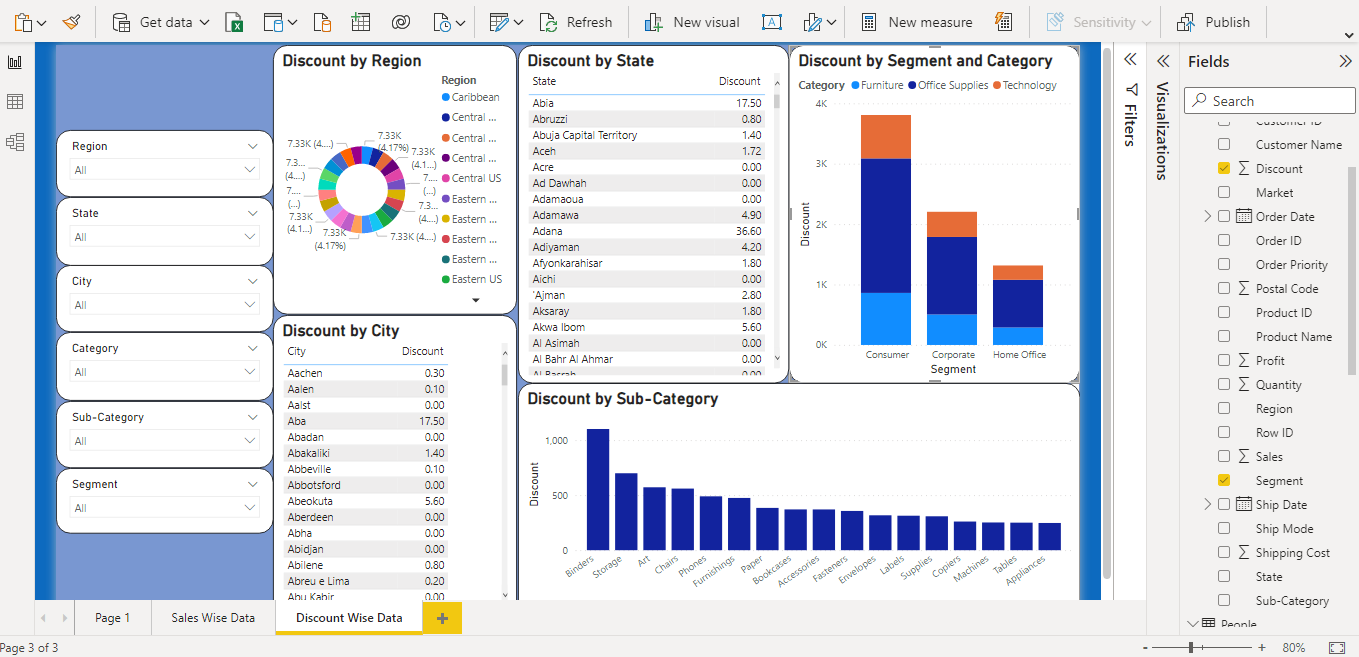 Get data
Refresh
New visual
New measure
Sensitivity
Publish
Region
All
State
All
City
All
Category
All
Sub-Category
All
Segment
All
Discount by Region
Region
Caribbean
Central ...
Central ...
Central ...
Central US
Eastern ...
Eastern ...
Eastern ...
Eastern ...
Eastern US
7.33K (4....)
7.33K
(4.17%)
7.33K
(4.1...)
7....
(...)
7.3...
(4....)
7.33K (4....)
7.33K
(4.17%)
7.33K
(4.1...)
7....
(...)
7.3...
(4....)
Discount by City
City Discount
Aachen 0.30
Aalen 0.10
Aalst 0.00
Aba 17.50
Abadan 0.00
Abakaliki 1.40
Abbeville 0.10
Abbotsford 0.00
Abeokuta 5.60
Aberdeen 0.00
Abha 0.00
Abidjan 0.00
Abilene 0.80
Abreu e Lima 0.20
Abu Kabir 0.00
Discount by State
State Discount
Abia 17.50
Abruzzi 0.80
Abuja Capital Territory 1.40
Aceh 1.72
Acre 0.00
Ad Dawhah 0.00
Adamaoua 0.00
Adamawa 4.90
Adana 36.60
Adiyaman 4.20
Afyonkarahisar 1.80
Aichi 0.00
'Ajman 2.80
Aksaray 1.80
Akwa Ibom 5.60
Al Asimah 0.00
Al Bahr Al Ahmar 0.00
Al Basrah 0.00
Discount by Segment and Category
Category Furniture Office Supplies Technology
4K
3K
2K
1K
0K
Discount
Consumer Corporate Home Office
Segment
Discount by Sub-Category
1,000
500
0
Discount
Binders
Storage
Art
Chairs
Phones
Furnishings
Paper
Bookcases
Accessories
Fasteners
Envelopes
Labels
Supplies
Copiers
Machines
Tables
Appliances
Filters
Visualizations
Fields
Search
Customer ID
Customer Name
Discount
Market
Order Date
Order ID
Order Priority
Postal Code
Product ID
Product Name
Profit
Quantity
Region
Row ID
Sales
Segment
Ship Date
Ship Mode
Shipping Cost
State
Sub-Category
People
Page 1
Sales Wise Data
Discount Wise Data
Page 3 of 3
- + 80%